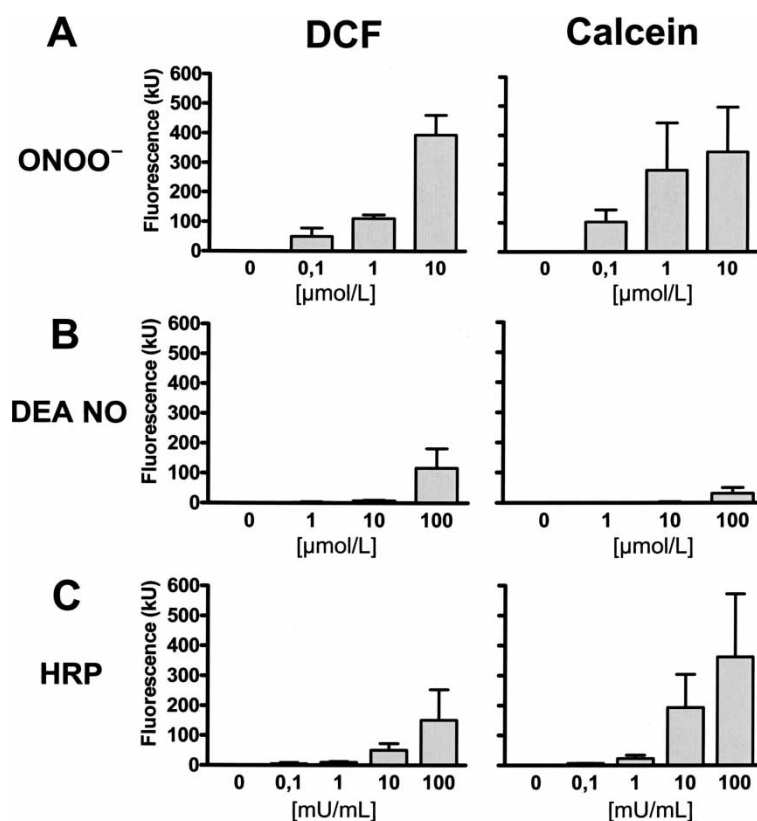 A
DCF
Calcein
ONOO⁻
Fluorescence (kU)
600
500
400
300
200
100
0
0 0,1 1 10
[µmol/L]
0 0,1 1 10
[µmol/L]
B
DEA NO
Fluorescence (kU)
600
500
400
300
200
100
0
0 1 10 100
[µmol/L]
0 1 10 100
[µmol/L]
C
HRP
Fluorescence (kU)
600
500
400
300
200
100
0
0 0,1 1 10 100
[mU/mL]
0 0,1 1 10 100
[mU/mL]